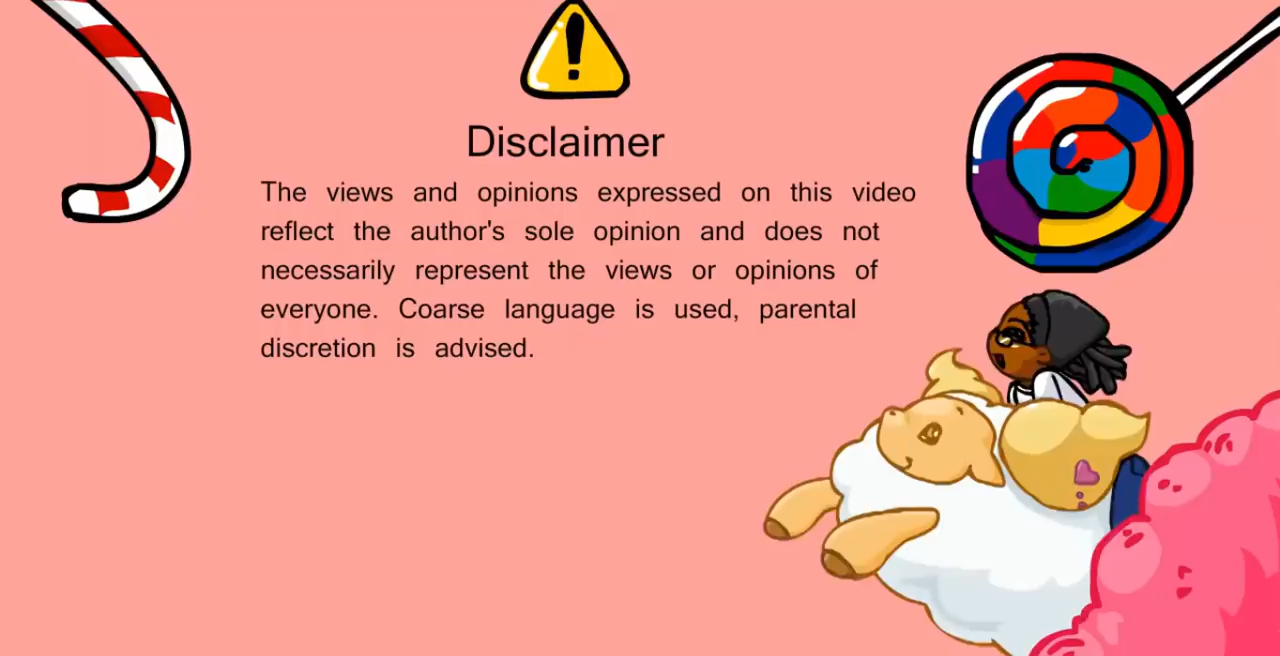 Disclaimer
The views and opinions expressed on this video
reflect the author's sole opinion and does not
necessarily represent the views or opinions of
everyone. Coarse language is used, parental
discretion is advised.